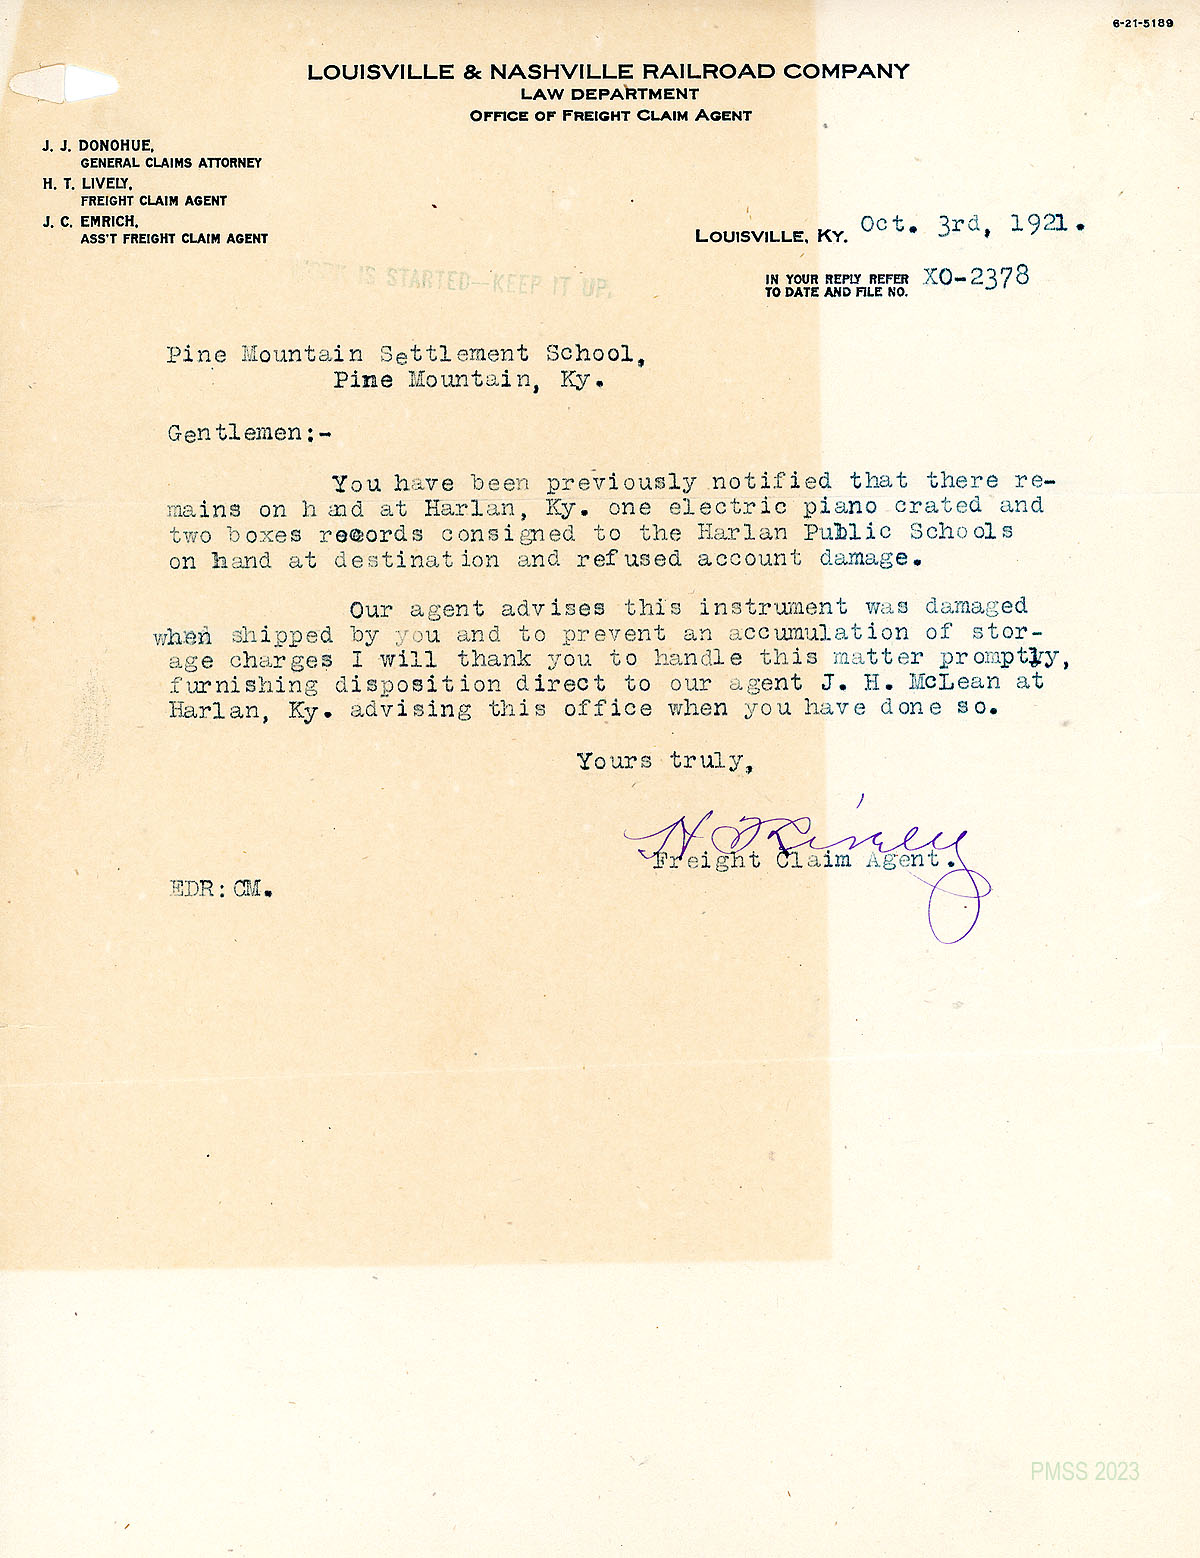 6-21-5189
LOUISVILLE & NASHVILLE RAILROAD COMPANY
LAW DEPARTMENT
OFFICE OF FREIGHT CLAIM AGENT
J. J. DONOHUE,
GENERAL CLAIMS ATTORNEY
H. T. LIVELY,
FREIGHT CLAIM AGENT
J. C. EMRICH,
ASS'T FREIGHT CLAIM AGENT
LOUISVILLE, KY. Oct. 3rd, 1921.
IS STARTED—KEEP IT UP.
IN YOUR REPLY REFER
TO DATE AND FILE NO. XO-2378
Pine Mountain Settlement School,
Pine Mountain, Ky.
Gentlemen:-
You have been previously notified that there re-
mains on hand at Harlan, Ky. one electric piano crated and
two boxes records consigned to the Harlan Public Schools
on hand at destination and refused account damage.
Our agent advises this instrument was damaged
when shipped by you and to prevent an accumulation of stor-
age charges I will thank you to handle this matter promptly,
furnishing disposition direct to our agent J. H. McLean at
Harlan, Ky. advising this office when you have done so.
Yours truly,
H T Lively
Freight Claim Agent.
EDR:CM.
PMSS 2023